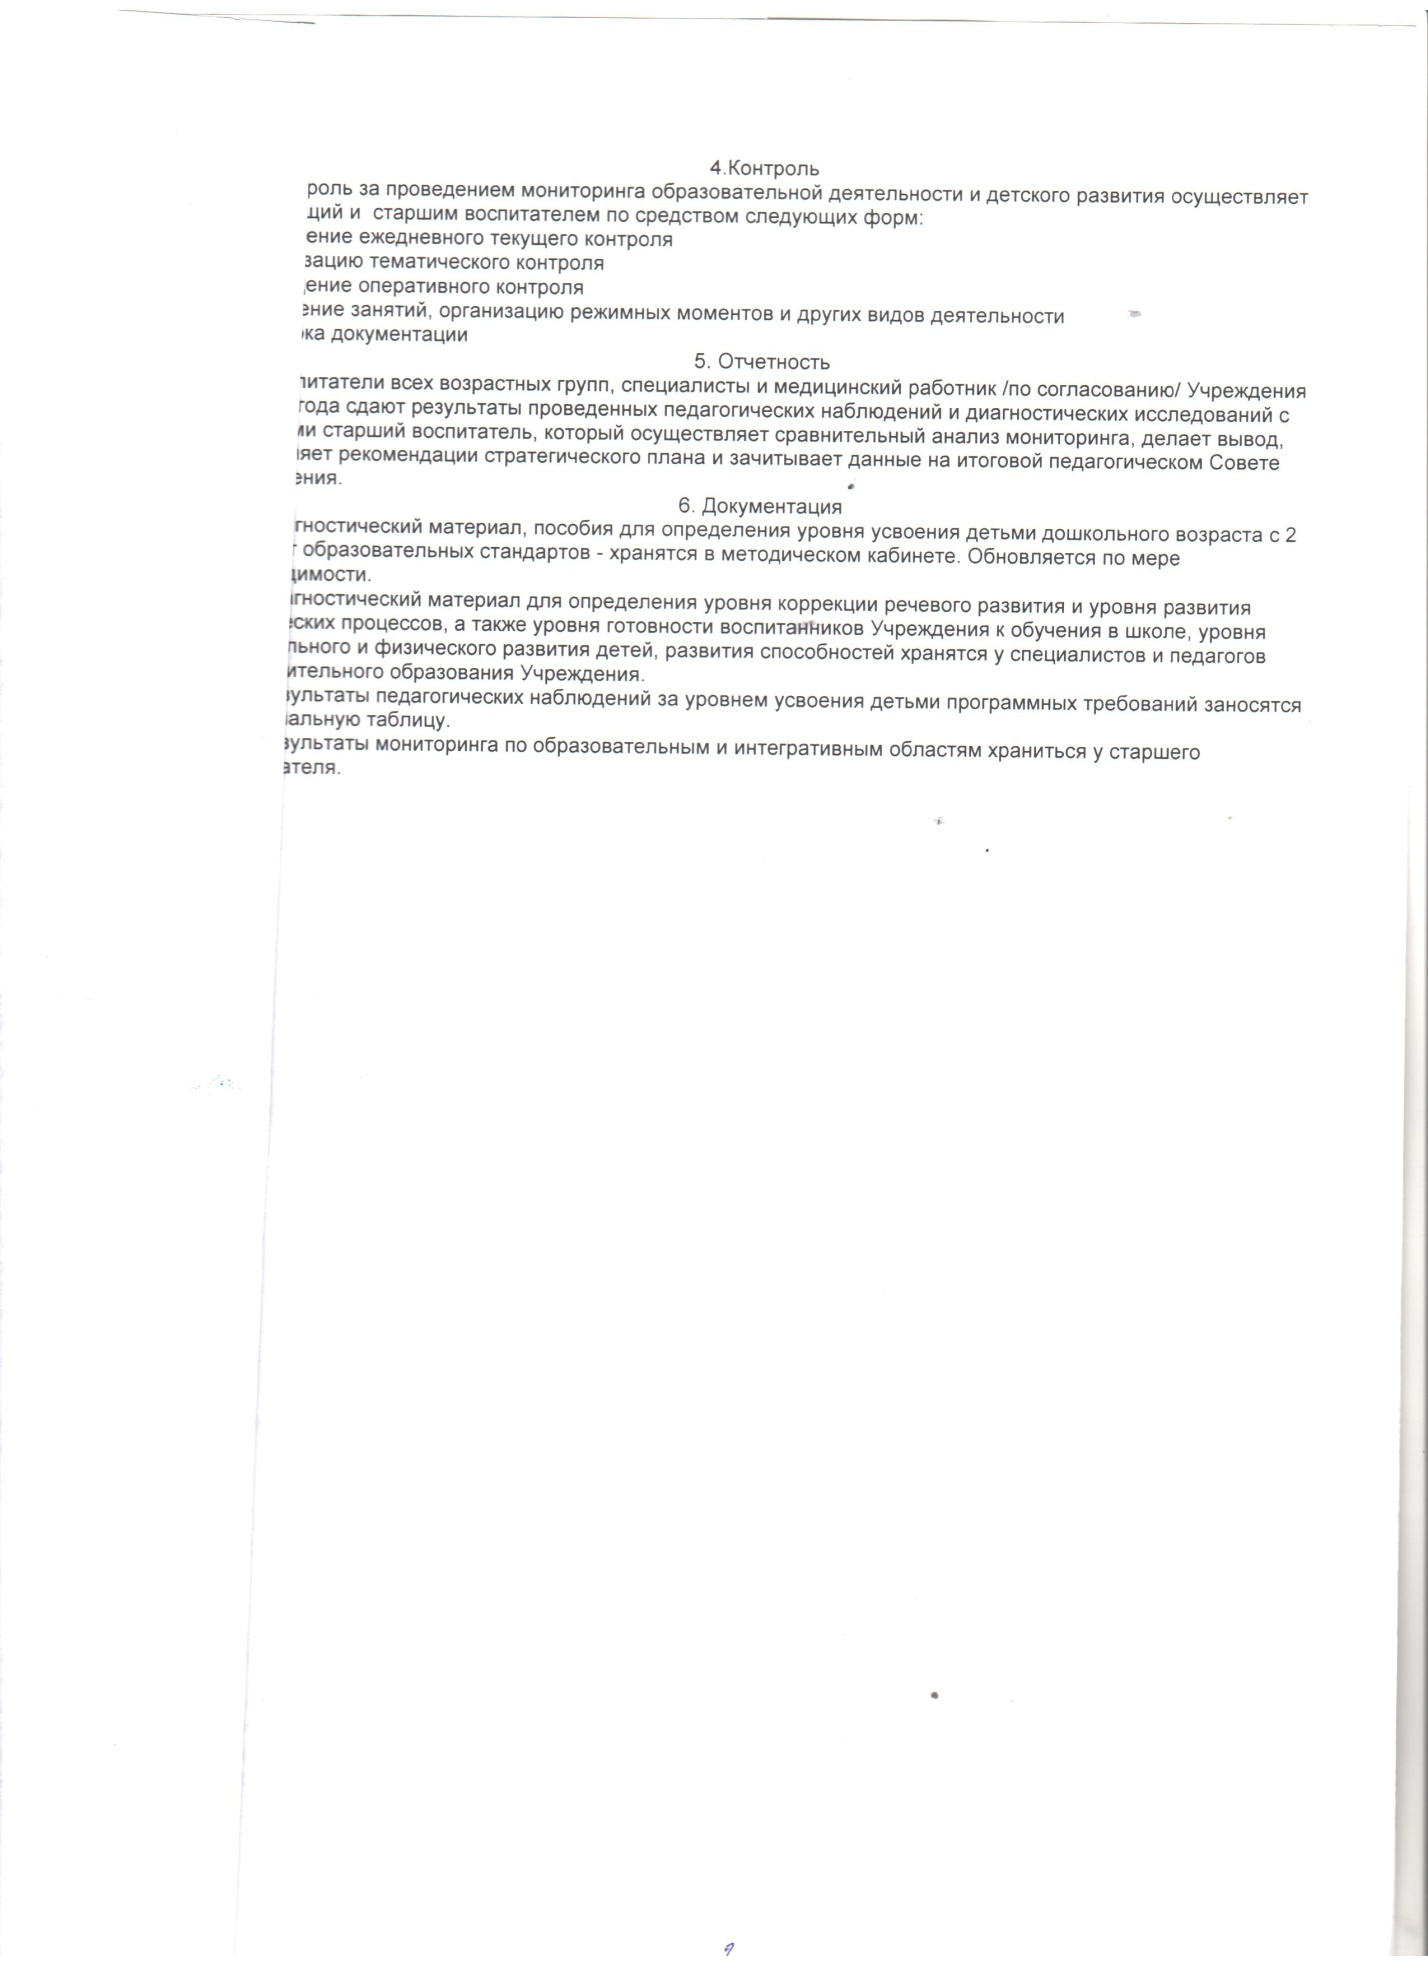 4.Контроль
роль за проведением мониторинга образовательной деятельности и детского развития осуществляет
щий и старшим воспитателем по средством следующих форм:
ение ежедневного текущего контроля
зацию тематического контроля
ение оперативного контроля
ение занятий, организацию режимных моментов и других видов деятельности
ка документации
5. Отчетность
питатели всех возрастных групп, специалисты и медицинский работник /по согласованию/ Учреждения
года сдают результаты проведенных педагогических наблюдений и диагностических исследований с
ми старший воспитатель, который осуществляет сравнительный анализ мониторинга, делает вывод,
яет рекомендации стратегического плана и зачитывает данные на итоговой педагогическом Совете
ения.
6. Документация
гностический материал, пособия для определения уровня усвоения детьми дошкольного возраста с 2
т образовательных стандартов - хранятся в методическом кабинете. Обновляется по мере
димости.
гностический материал для определения уровня коррекции речевого развития и уровня развития
еских процессов, а также уровня готовности воспитанников Учреждения к обучения в школе, уровня
льного и физического развития детей, развития способностей хранятся у специалистов и педагогов
ительного образования Учреждения.
зультаты педагогических наблюдений за уровнем усвоения детьми программных требований заносятся
альную таблицу.
зультаты мониторинга по образовательным и интегративным областям храниться у старшего
ателя.